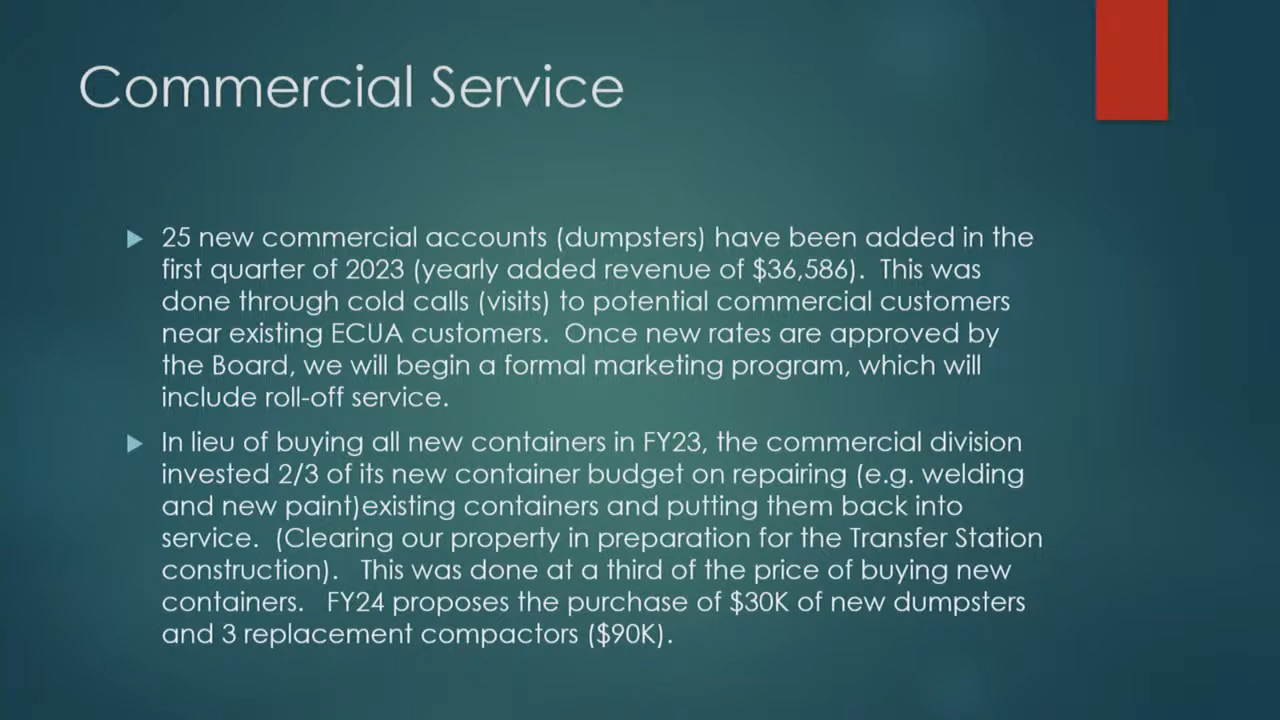 Commercial Service
25 new commercial accounts (dumpsters) have been added in the
first quarter of 2023 (yearly added revenue of $36,586).  This was
done through cold calls (visits) to potential commercial customers
near existing ECUA customers.  Once new rates are approved by
the Board, we will begin a formal marketing program, which will
include roll-off service.
In lieu of buying all new containers in FY23, the commercial division
invested 2/3 of its new container budget on repairing (e.g. welding
and new paint)existing containers and putting them back into
service.  (Clearing our property in preparation for the Transfer Station
construction).   This was done at a third of the price of buying new
containers.   FY24 proposes the purchase of $30K of new dumpsters
and 3 replacement compactors ($90K).